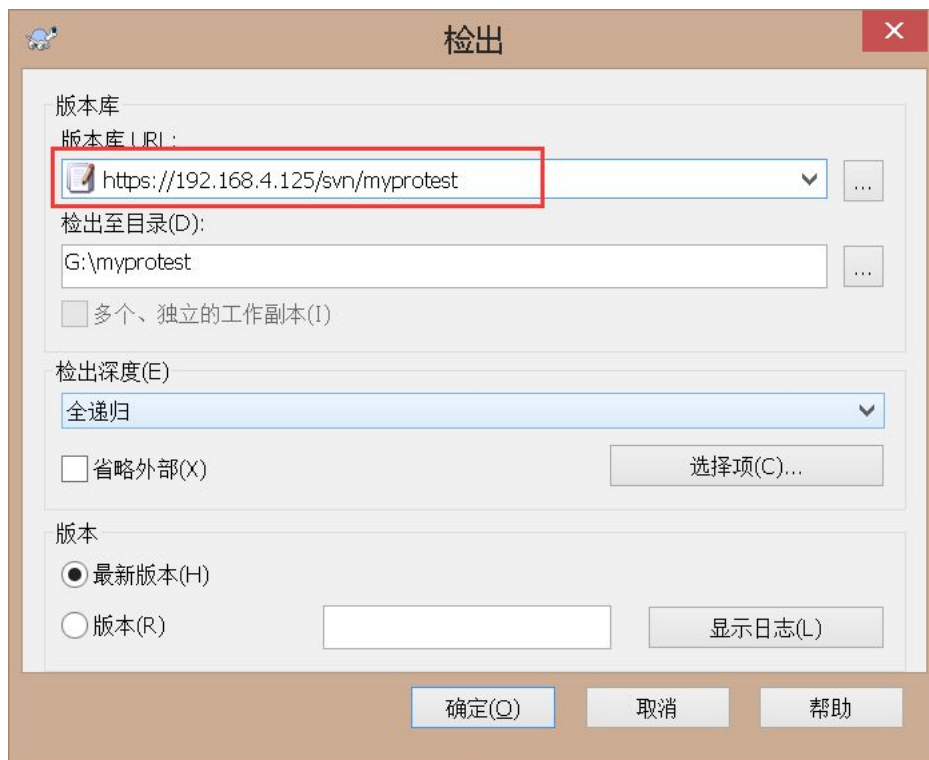 检出
版本库
版本库 URL:
https://192.168.4.125/svn/myprotest
...
检出至目录(D):
G:\myprotest
...
多个、独立的工作副本(I)
检出深度(E)
全递归
省略外部(X)
选择项(C)...
版本
最新版本(H)
版本(R)
显示日志(L)
确定(O)
取消
帮助